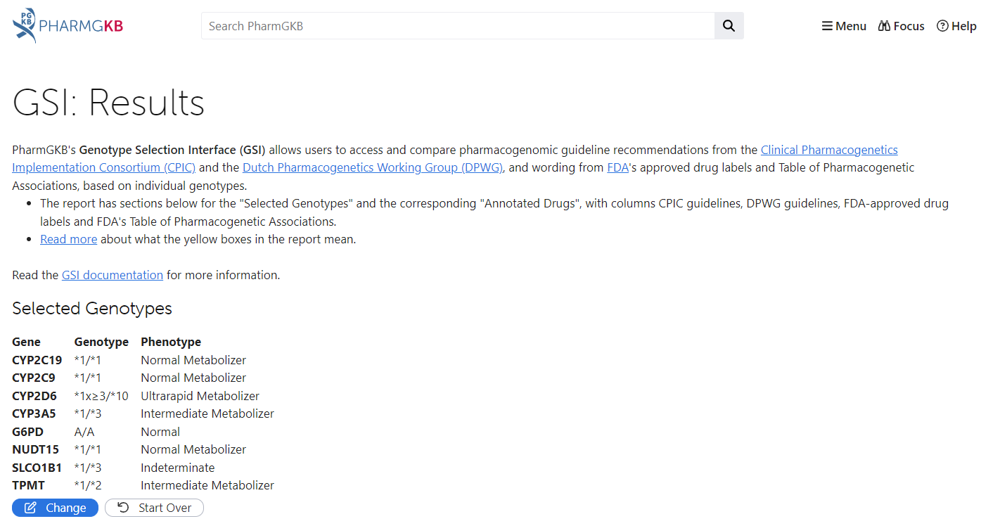 PG
KB
PHARMGKB
Search PharmGKB
Menu Focus Help
GSI: Results
PharmGKB's Genotype Selection Interface (GSI) allows users to access and compare pharmacogenomic guideline recommendations from the Clinical Pharmacogenetics
Implementation Consortium (CPIC) and the Dutch Pharmacogenetics Working Group (DPWG), and wording from FDA's approved drug labels and Table of Pharmacogenetic
Associations, based on individual genotypes.
• The report has sections below for the "Selected Genotypes" and the corresponding "Annotated Drugs", with columns CPIC guidelines, DPWG guidelines, FDA-approved drug
labels and FDA's Table of Pharmacogenetic Associations.
• Read more about what the yellow boxes in the report mean.
Read the GSI documentation for more information.
Selected Genotypes
Gene Genotype Phenotype
CYP2C19 *1/*1 Normal Metabolizer
CYP2C9 *1/*1 Normal Metabolizer
CYP2D6 *1x≥3/*10 Ultrarapid Metabolizer
CYP3A5 *1/*3 Intermediate Metabolizer
G6PD A/A Normal
NUDT15 *1/*1 Normal Metabolizer
SLCO1B1 *1/*3 Indeterminate
TPMT *1/*2 Intermediate Metabolizer
Change Start Over